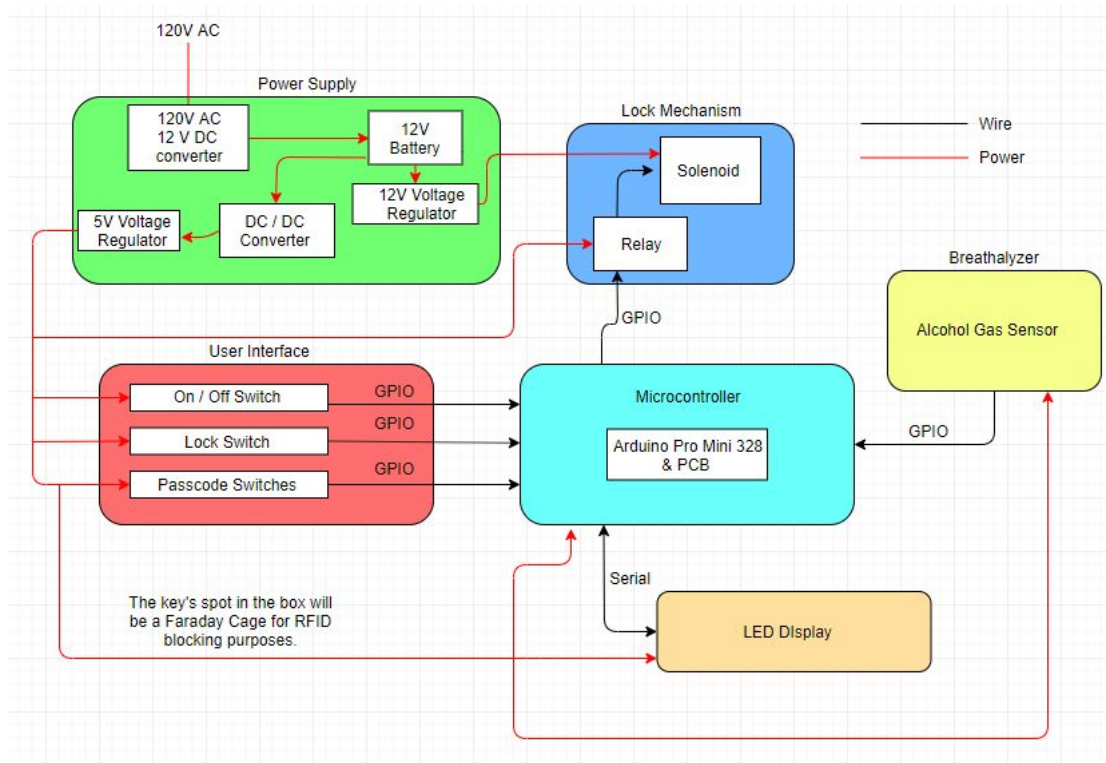 120V AC
Power Supply
120V AC
12 V DC
converter
12V
Battery
12V Voltage
Regulator
5V Voltage
Regulator
DC / DC
Converter
Lock Mechanism
Solenoid
Relay
Wire
Power
Breathalyzer
Alcohol Gas Sensor
GPIO
User Interface
On / Off Switch
GPIO
Lock Switch
GPIO
Passcode Switches
GPIO
Microcontroller
Arduino Pro Mini 328
& PCB
GPIO
Serial
LED DIsplay
The key's spot in the box will
be a Faraday Cage for RFID
blocking purposes.